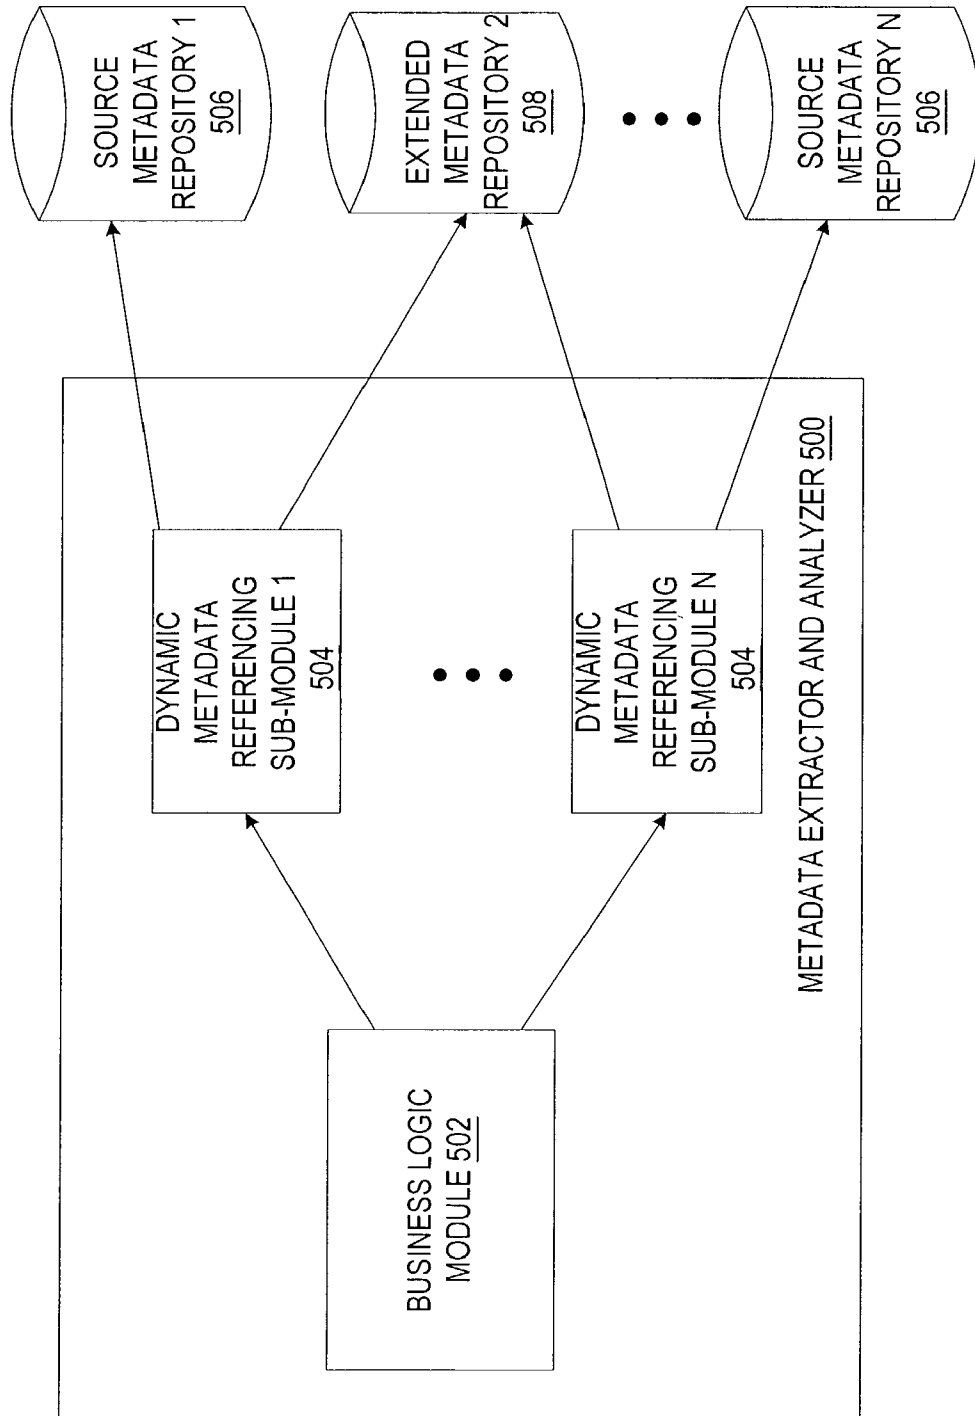 SOURCE
METADATA
REPOSITORY 1
506
EXTENDED
METADATA
REPOSITORY 2
508
SOURCE
METADATA
REPOSITORY N
506
DYNAMIC
METADATA
REFERENCING
SUB-MODULE 1
504
DYNAMIC
METADATA
REFERENCING
SUB-MODULE N
504
BUSINESS LOGIC
MODULE 502
METADATA EXTRACTOR AND ANALYZER 500